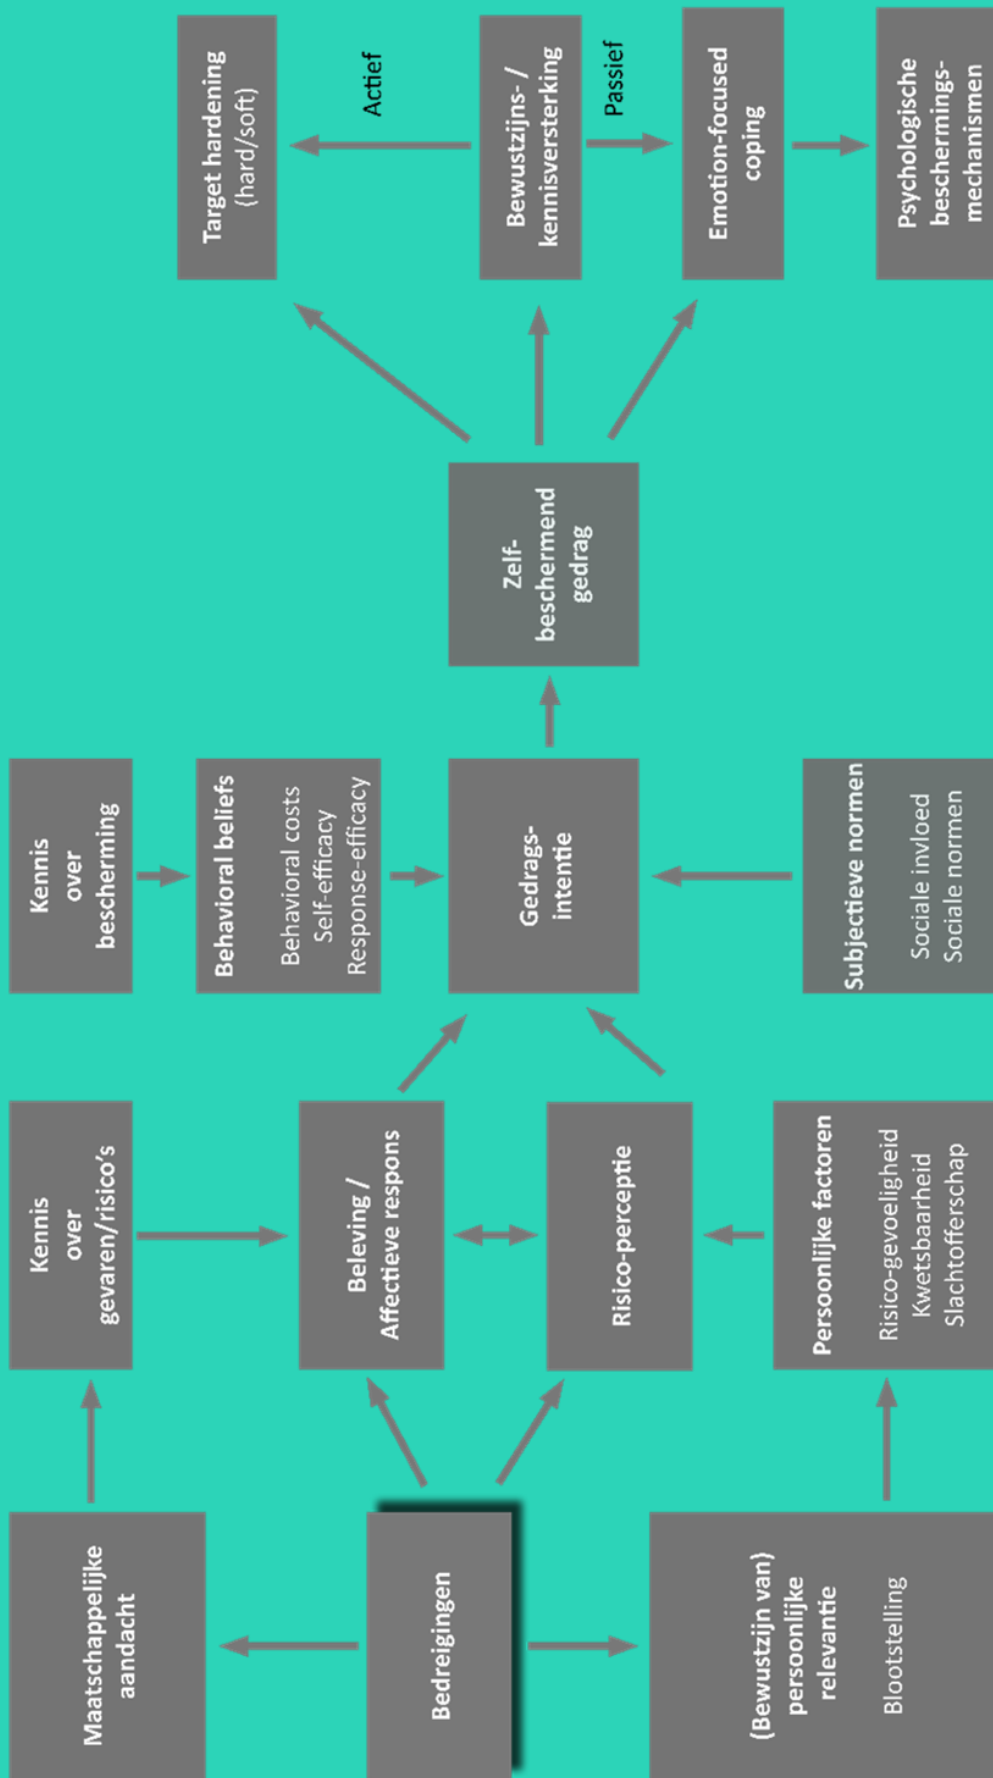 Maatschappelijke
aandacht
Bedreigingen
(Bewustzijn van)
persoonlijke
relevantie
Blootstelling
Kennis
over
gevaren/risico's
Beleving /
Affectieve respons
Risico-perceptie
Persoonlijke factoren
Risico-gevoeligheid
Kwetsbaarheid
Slachtofferschap
Kennis
over
bescherming
Behavioral beliefs
Behavioral costs
Self-efficacy
Response-efficacy
Gedrags-
intentie
Subjectieve normen
Sociale invloed
Sociale normen
Zelf-
beschermend
gedrag
Target hardening
(hard/soft)
Actief
Bewustzijns- /
kennisversterking
Passief
Emotion-focused
coping
Psychologische
beschermings-
mechanismen